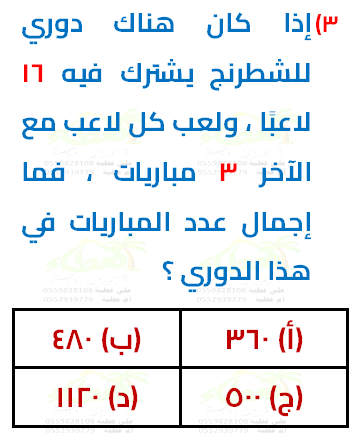 ٣) إذا كان هناك دوري
للشطرنج يشترك فيه ١٦
لاعبًا ، ولعب كل لاعب مع
الآخر ٣ مباريات ، فما
إجمال عدد المباريات في
هذا الدوري ؟
(أ) ٣٦٠ (ب) ٤٨٠
(ج) ٥٠٠ (د) ١١٢٠